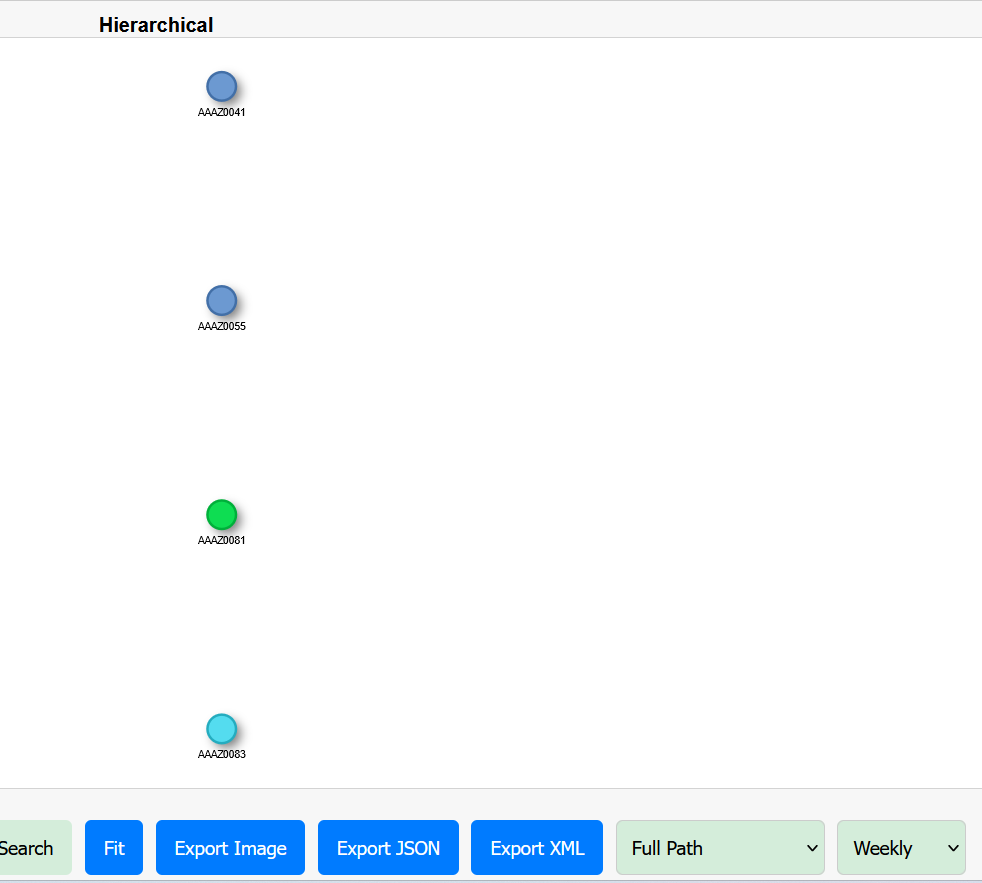 Hierarchical
AAAZ0041
AAAZ0055
AAAZ0081
AAAZ0083
Search Fit Export Image Export JSON Export XML Full Path Weekly